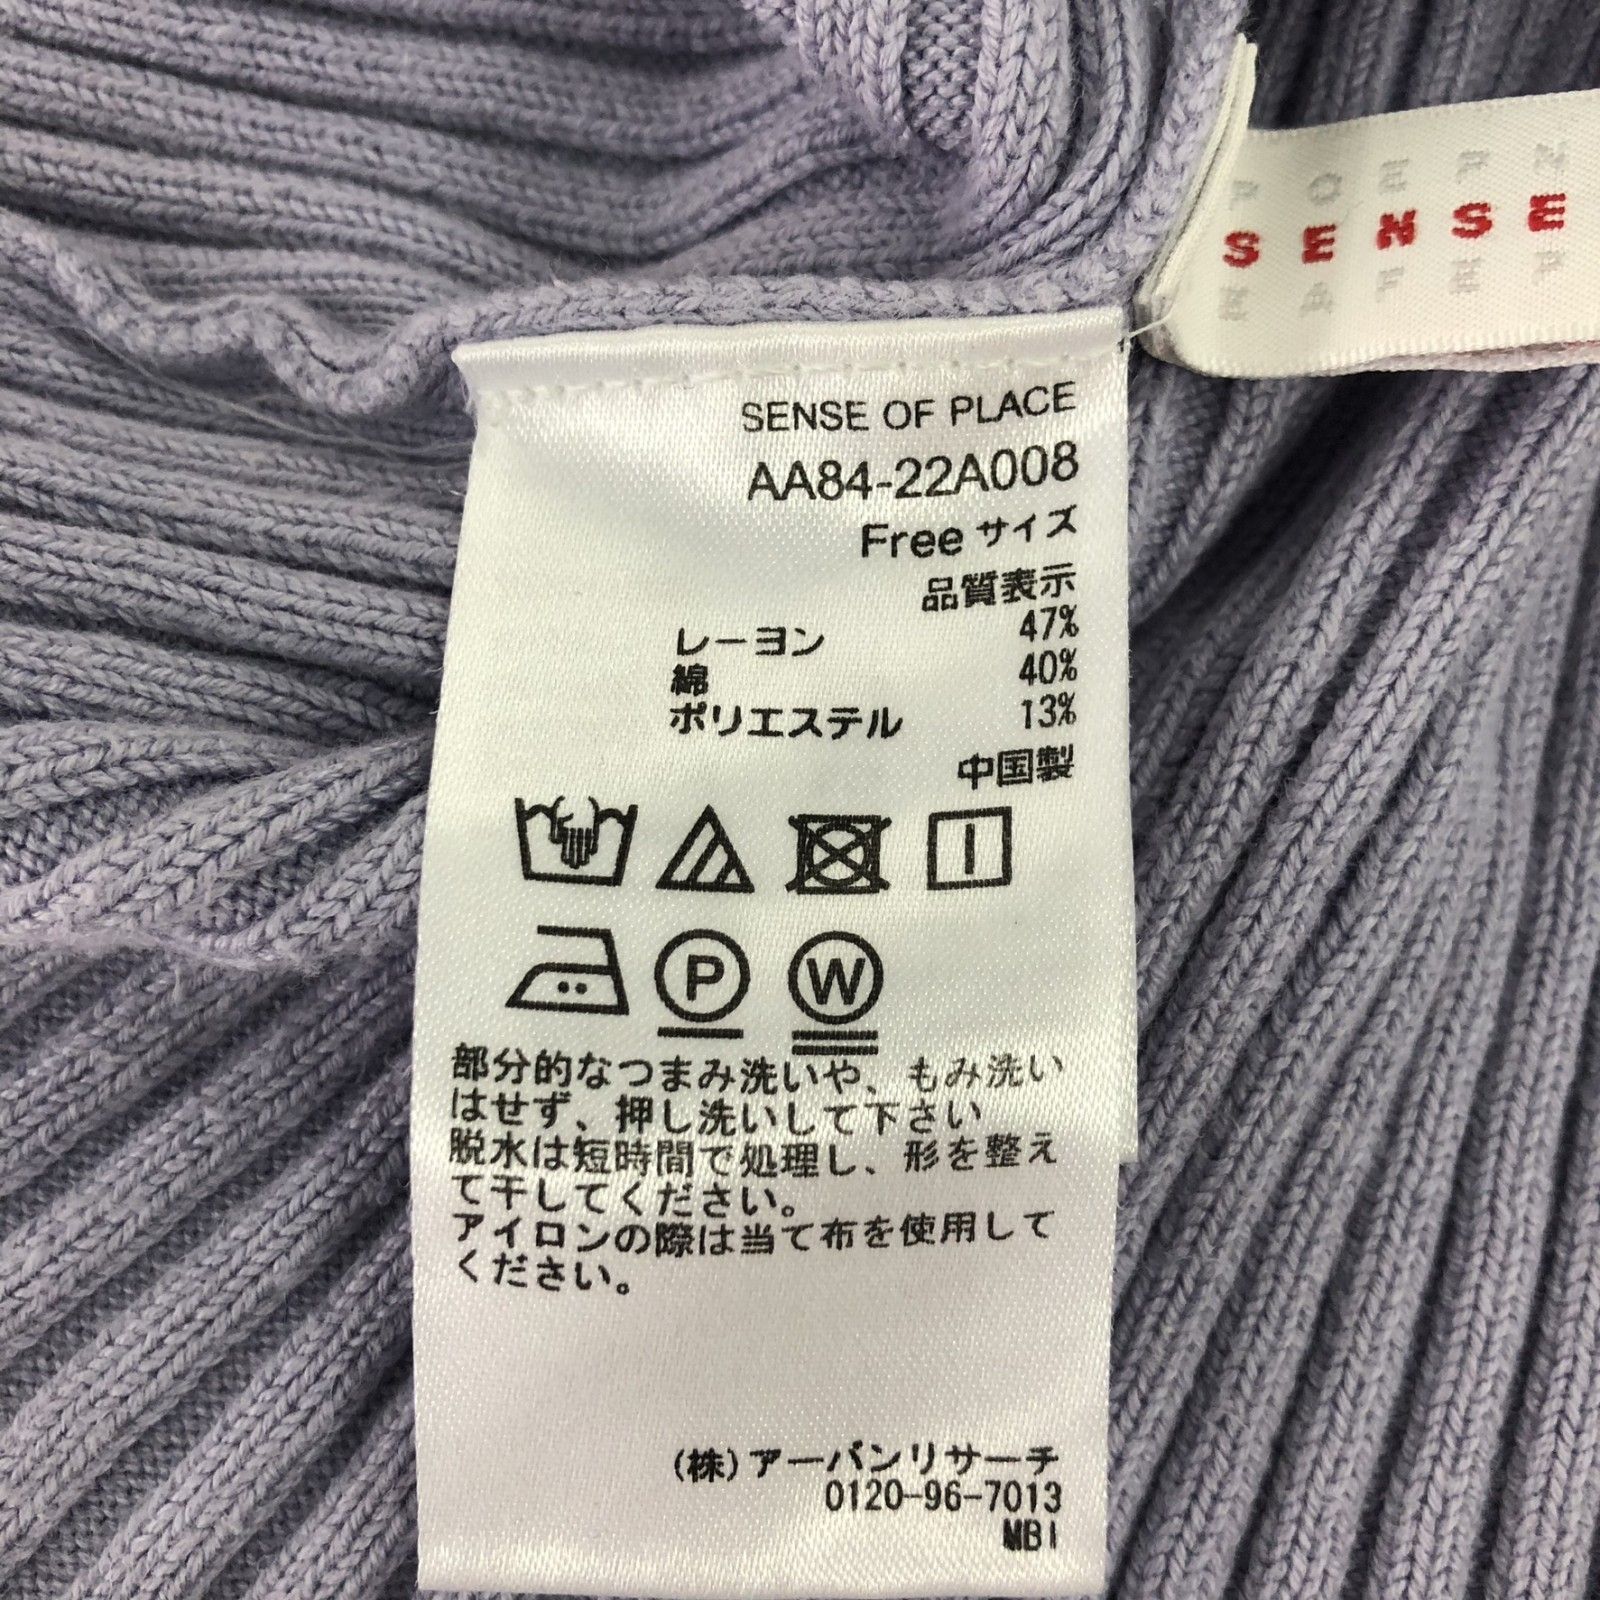 P O E F N
SENSE
E A F E P
SENSE OF PLACE
AA84-22A008
Freeサイズ
品質表示
レーヨン 47%
綿 40%
ポリエステル 13%
中国製
P W
部分的なつまみ洗いや、もみ洗い
はせず、押し洗いして下さい
脱水は短時間で処理し、形を整え
て干してください。
アイロンの際は当て布を使用して
ください。
(株)アーバンリサーチ
0120-96-7013
MBI